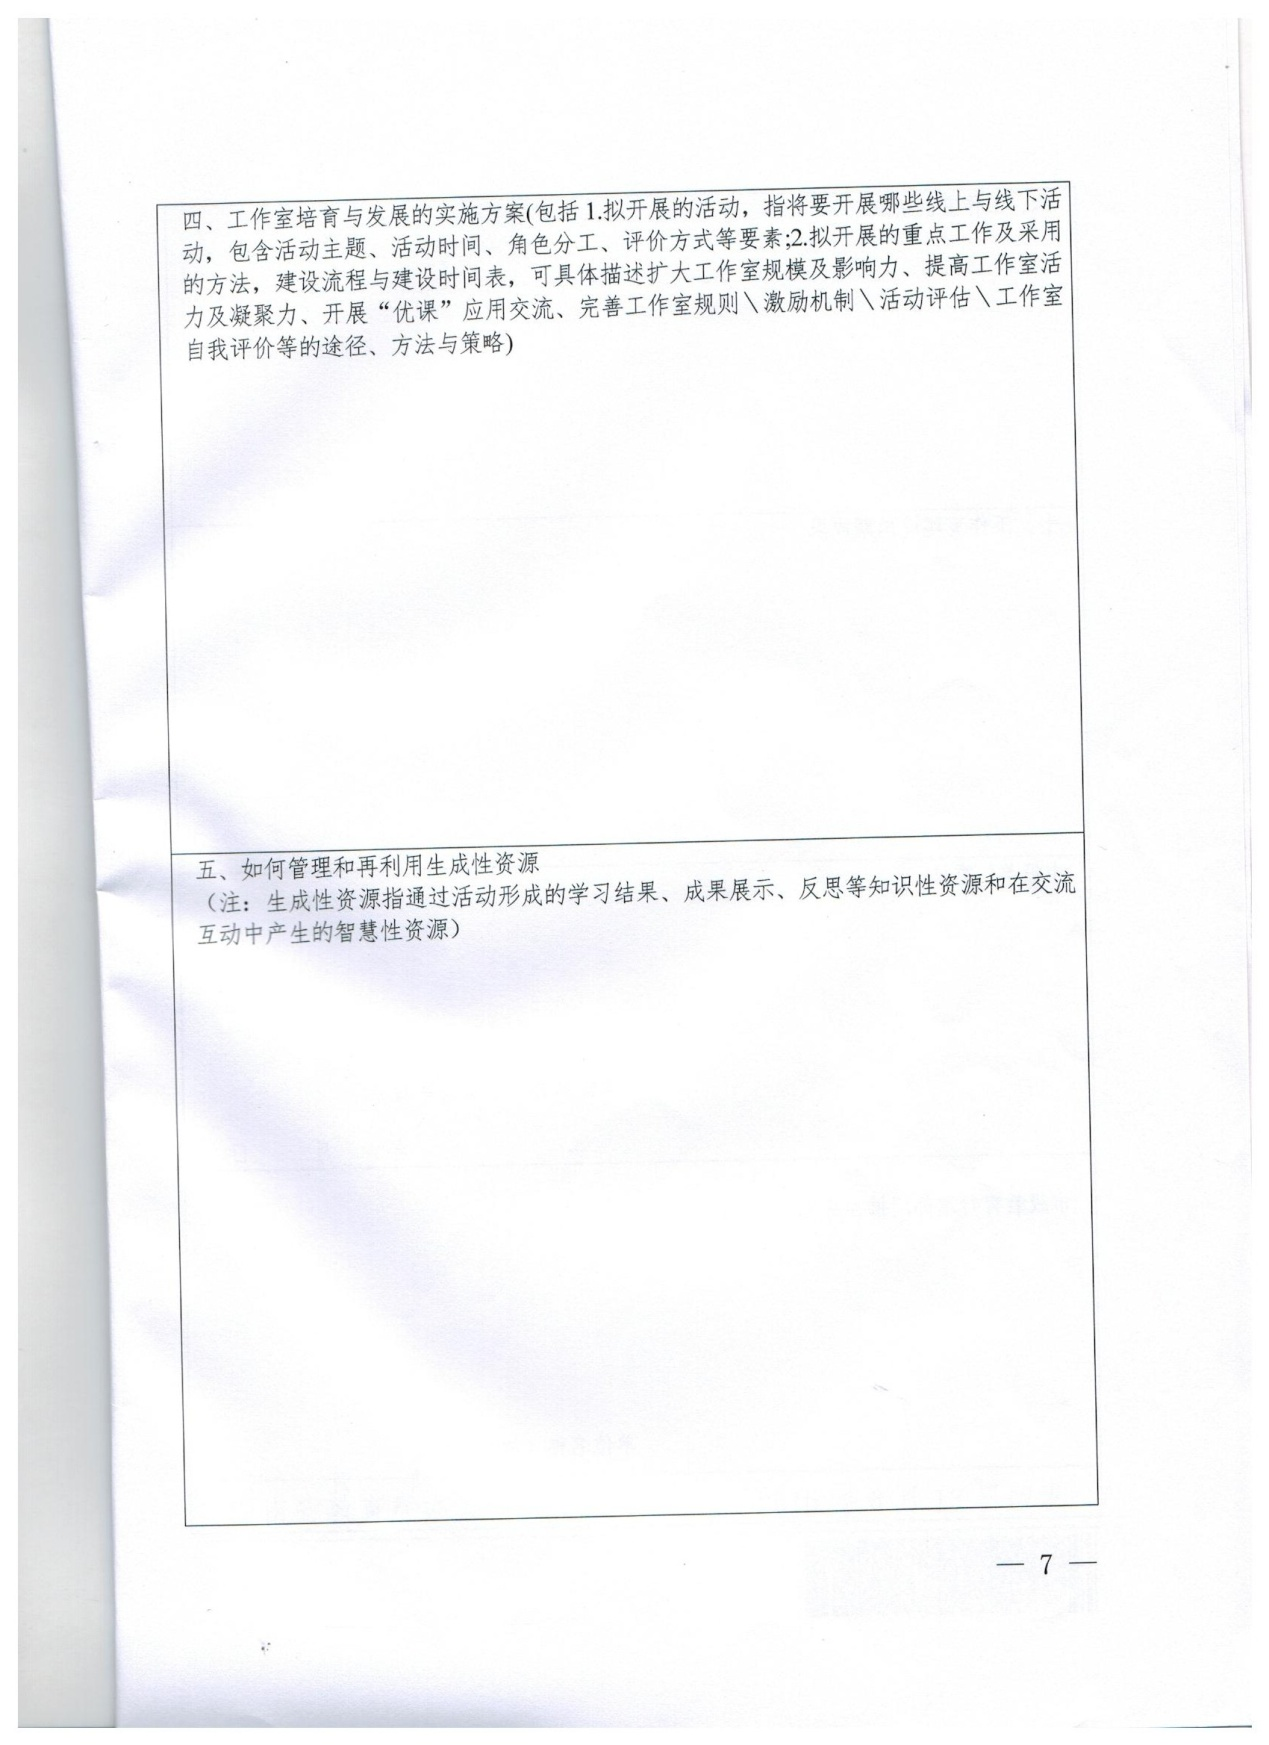 四、工作室培育与发展的实施方案(包括 1.拟开展的活动，指将要开展哪些线上与线下活
动，包含活动主题、活动时间、角色分工、评价方式等要素;2.拟开展的重点工作及采用
的方法，建设流程与建设时间表，可具体描述扩大工作室规模及影响力、提高工作室活
力及凝聚力、开展“优课”应用交流、完善工作室规则\激励机制\活动评估\工作室
自我评价等的途径、方法与策略)
五、如何管理和再利用生成性资源
（注：生成性资源指通过活动形成的学习结果、成果展示、反思等知识性资源和在交流
互动中产生的智慧性资源）
— 7 —